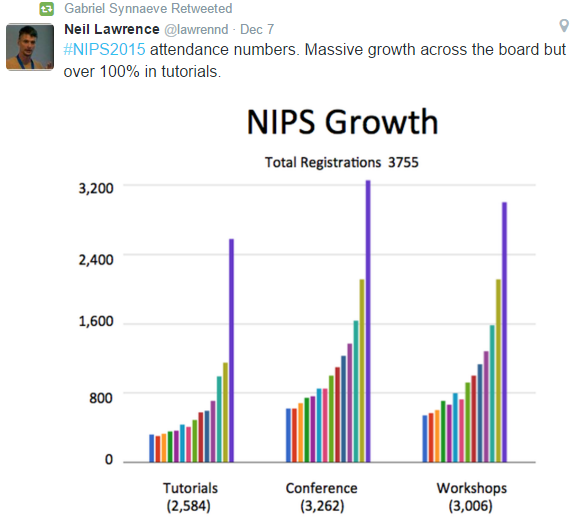 Gabriel Synnaeve Retweeted
Neil Lawrence @lawrennd · Dec 7
#NIPS2015 attendance numbers. Massive growth across the board but
over 100% in tutorials.
NIPS Growth
Total Registrations 3755
3,200
2,400
1,600
800
0
Tutorials
(2,584)
Conference
(3,262)
Workshops
(3,006)